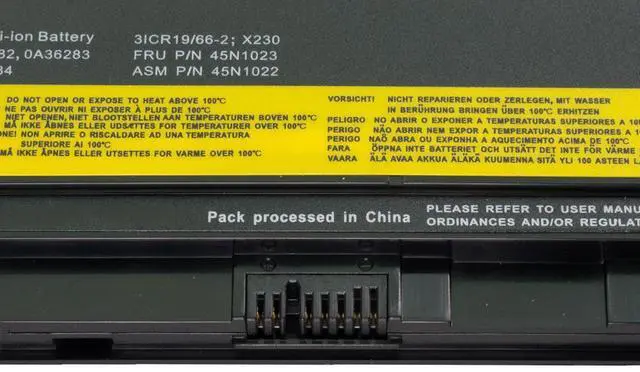 i-ion Battery
32, 0A36283
34
3ICR19/66-2; X230
FRU P/N 45N1023
ASM P/N 45N1022
DO NOT OPEN OR EXPOSE TO HEAT ABOVE 100°C
NE PAS OUVRIR NI EXPOSER À PLUS DE 100°C
NIET OPENEN, NIET BLOOTSTELLEN AAN TEMPERATUREN BOVEN 100°C
MÅ IKKE ÅBNES ELLER UDSÆTTES FOR TEMPERATURER OVER 100°C
ONE! NON APRIRE O RISCALDARE AD UNA TEMPERATURA
SUPERIORE AI 100°C
MÅ IKKE ÅPNES ELLER UTSETTES FOR VARME OVER 100°C
VORSICHT! NICHT REPARIEREN ODER ZERLEGEN, MIT WASSER
IN BERÜHRUNG BRINGEN ÜBER 100°C ERHITZEN
PELIGRO NO ABRIR O EXPONER A TEMPERATURAS SUPERIORES A 10
PERIGO NÃO ABRIR NEM EXPOR A TEMPERATURAS SUPERIORES A 1
PERIGO NÃO ABRA OU EXPONHA A AQUECIMENTO ACIMA DE 100°C
FARA ÖPPNA INTE BATTERIET OCH UTSÄTT DET INTE FÖR VÄRME
VAARA ÄLÄ AVAA AKKUA ÄLÄKÄ KUUMENNA SITÄ YLI 100 ASTEEN
Pack processed in China
PLEASE REFER TO USER MANU
ORDINANCES AND/OR REGULAT